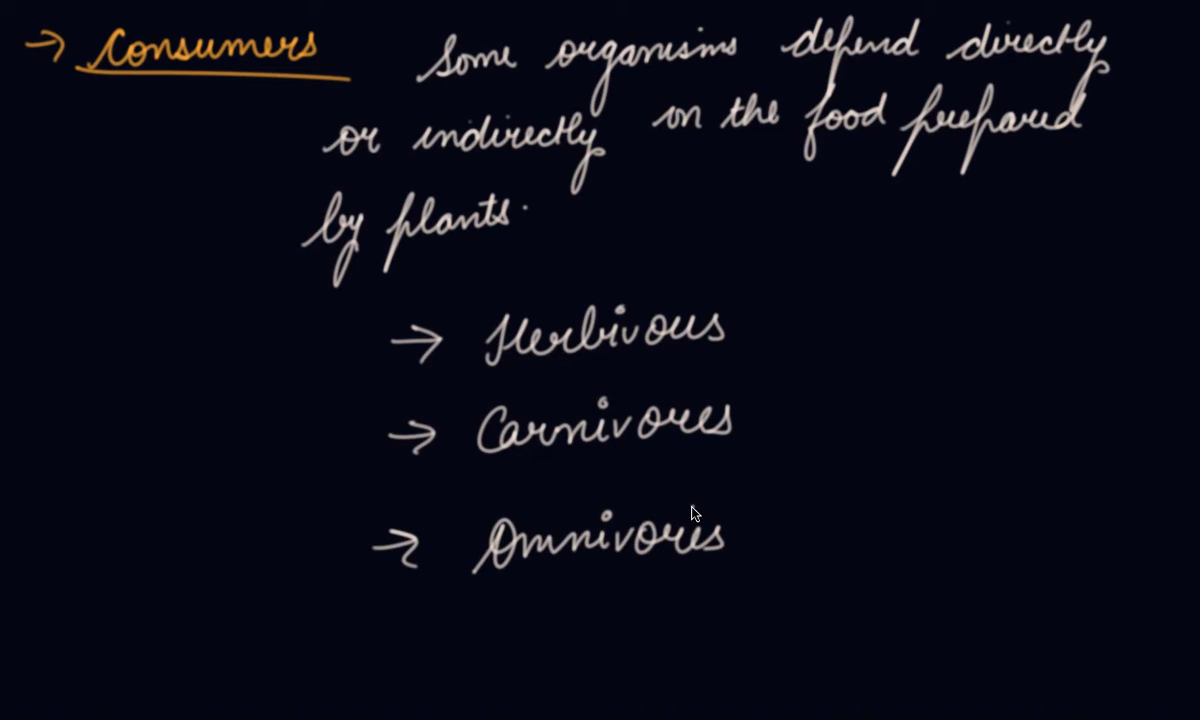 → Consumers Some organisms depend directly
or indirectly on the food prepared
by plants.
→ Herbivous
→ Carnivores
→ Omnivores